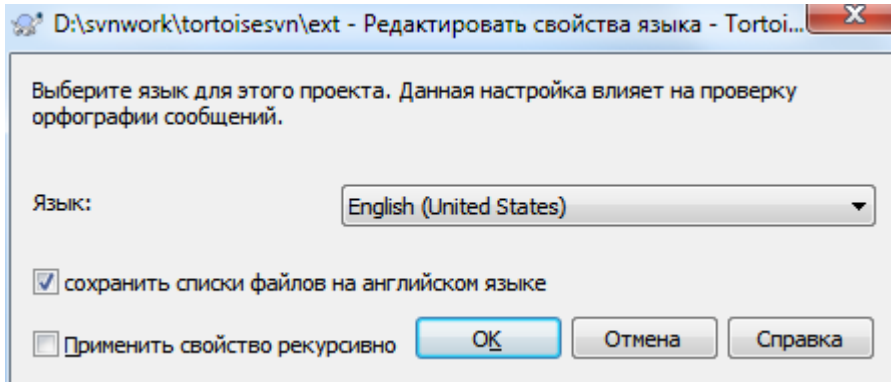 D:\svnwork\tortoisesvn\ext - Редактировать свойства языка - Tortoi...
Выберите язык для этого проекта. Данная настройка влияет на проверку
орфографии сообщений.
Язык: English (United States)
сохранить списки файлов на английском языке
Применить свойство рекурсивно OK Отмена Справка